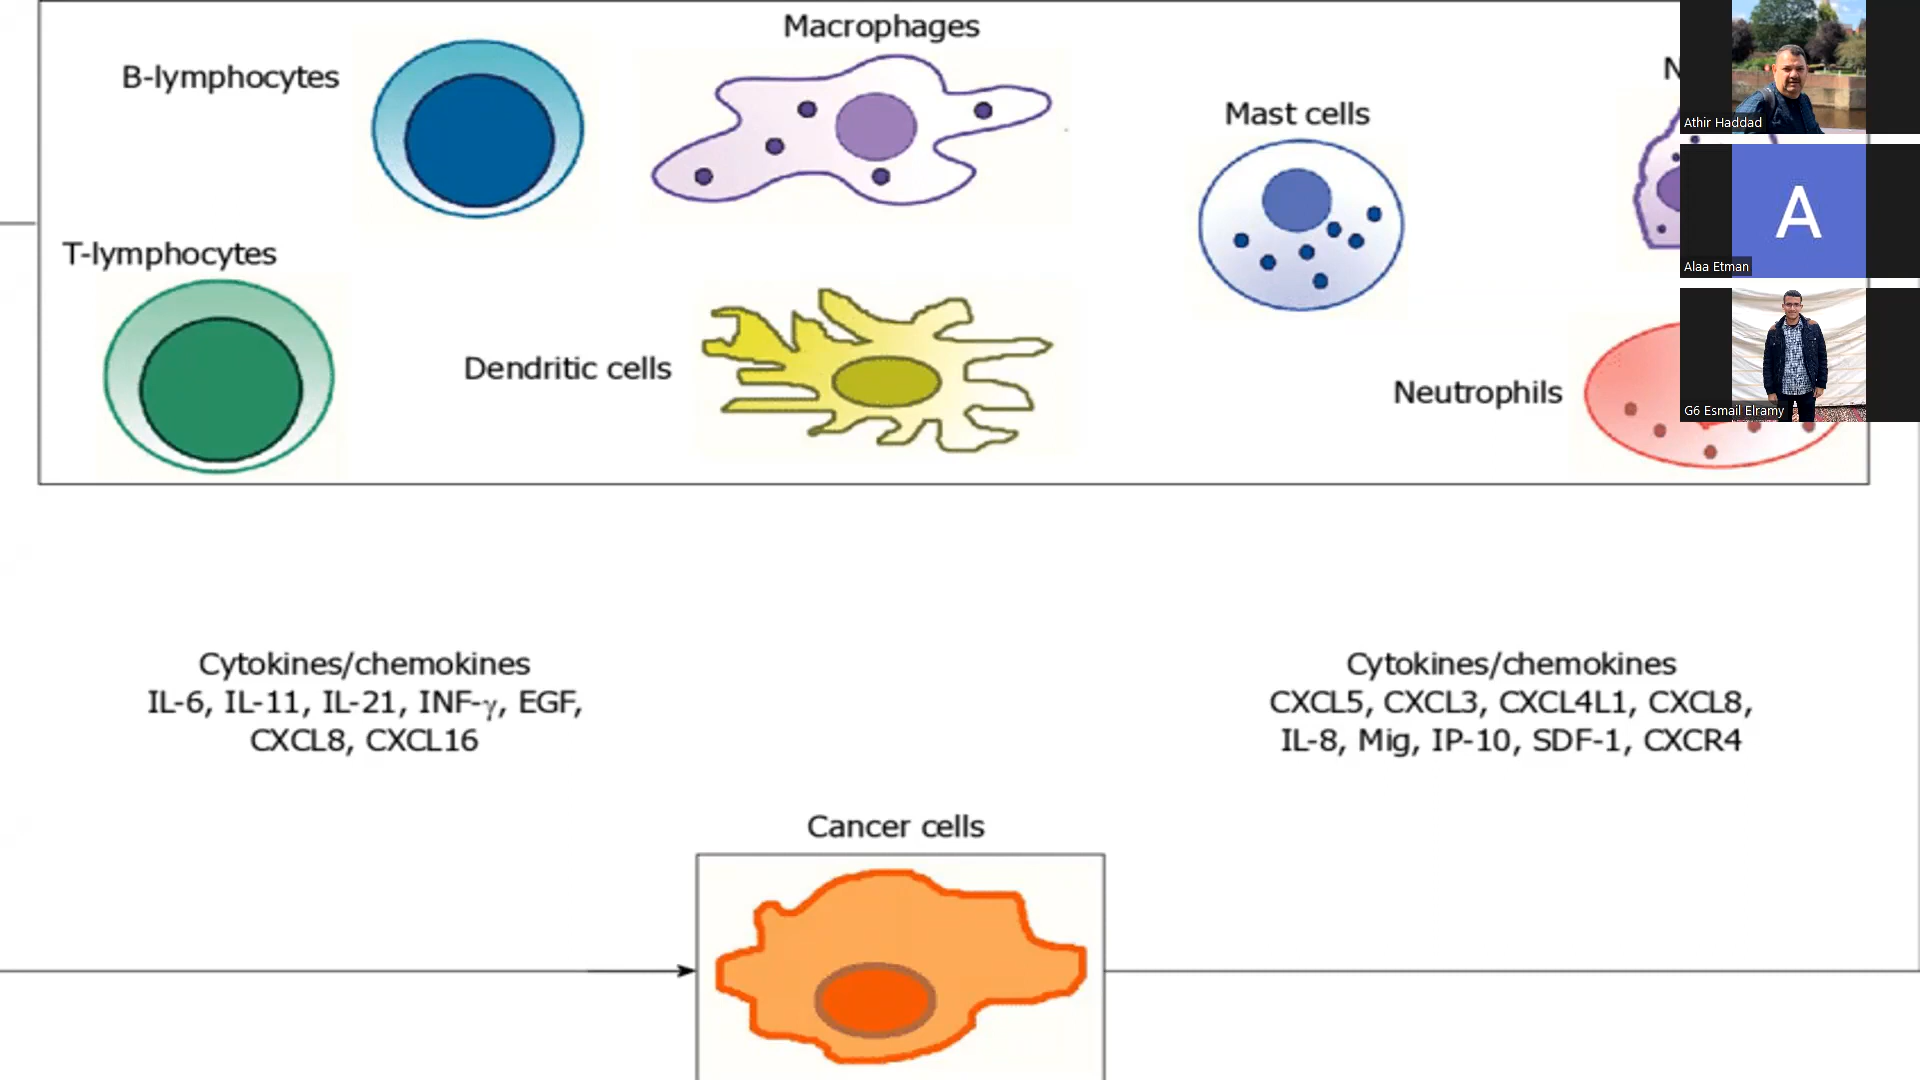 Macrophages
B-lymphocytes
Mast cells
N
T-lymphocytes
Dendritic cells
Neutrophils
Cytokines/chemokines
IL-6, IL-11, IL-21, INF-γ, EGF,
CXCL8, CXCL16
Cytokines/chemokines
CXCL5, CXCL3, CXCL4L1, CXCL8,
IL-8, Mig, IP-10, SDF-1, CXCR4
Cancer cells
Athir Haddad
A
Alaa Etman
G6 Esmail Elramy